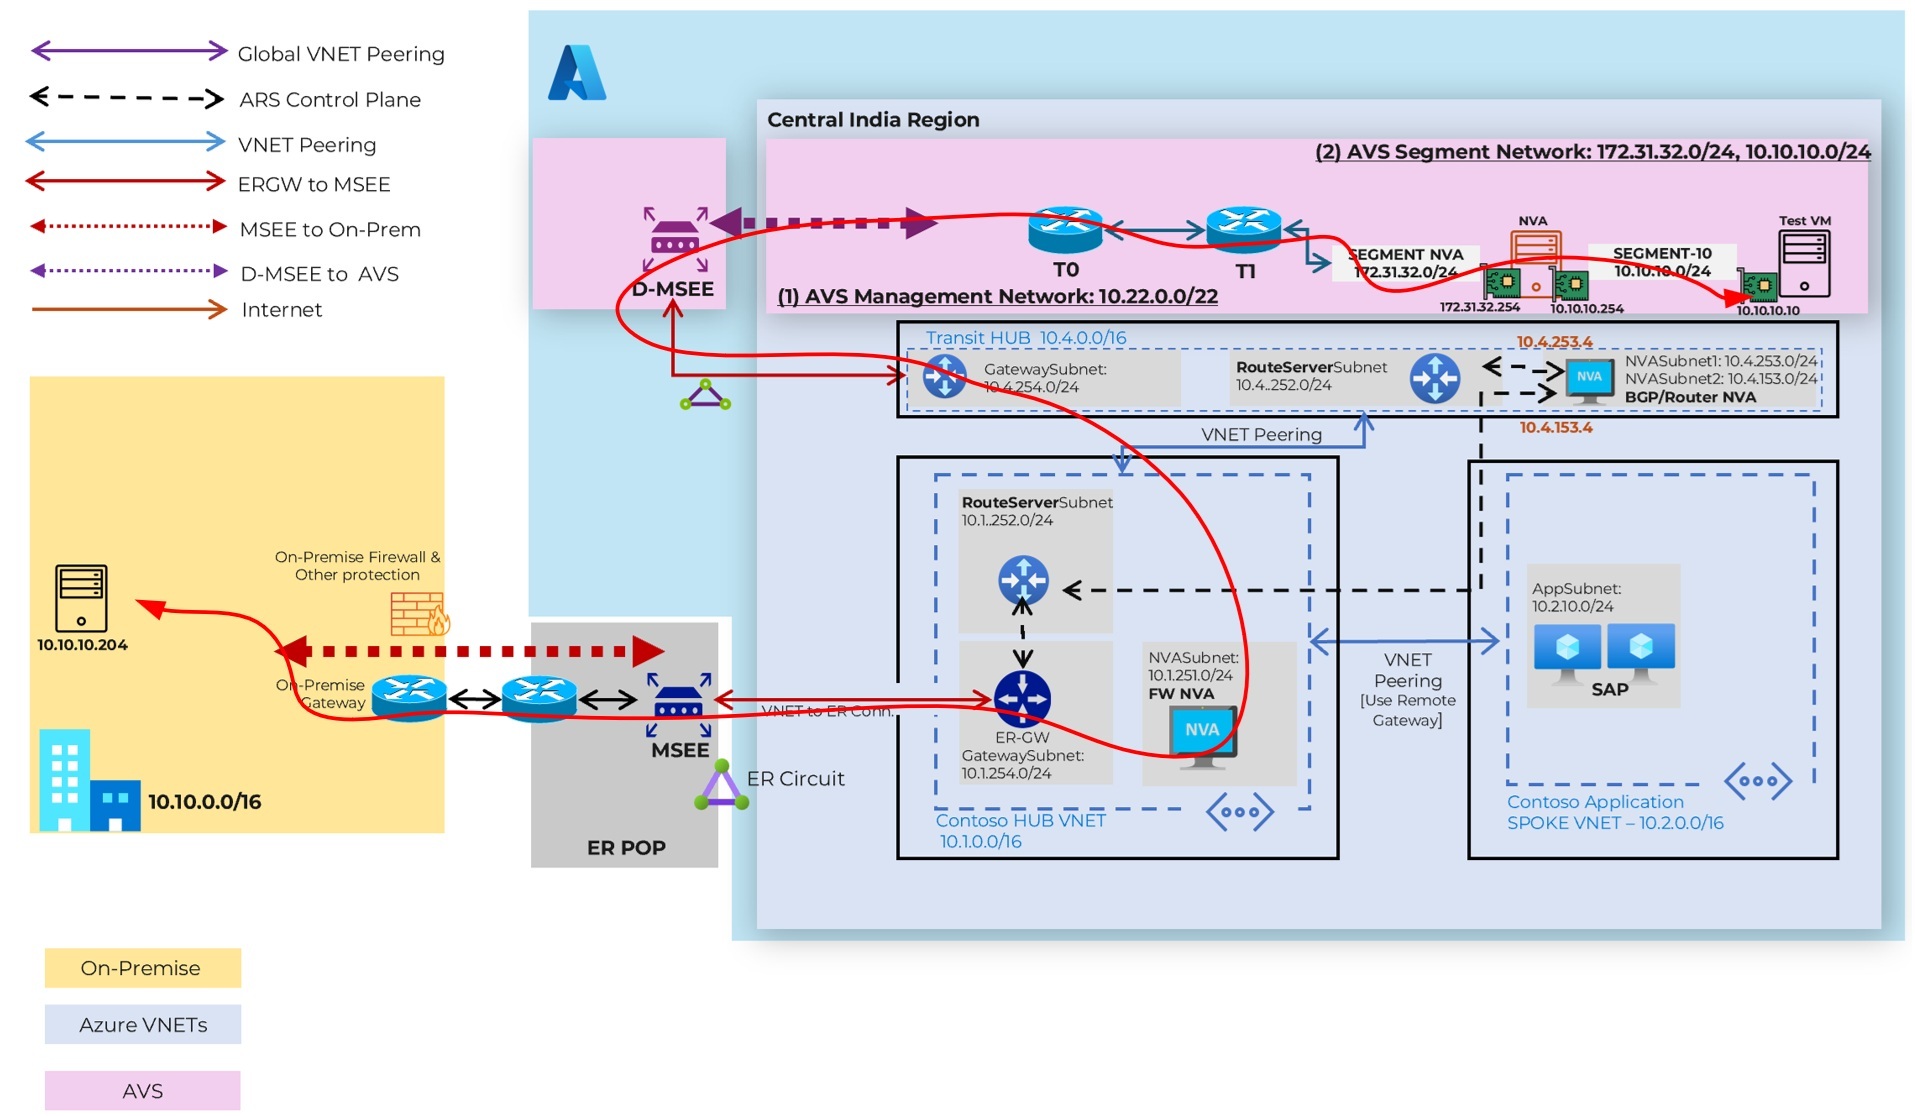 Global VNET Peering
ARS Control Plane
VNET Peering
ERGW to MSEE
MSEE to On-Prem
D-MSEE to AVS
Internet
Central India Region
(2) AVS Segment Network: 172.31.32.0/24, 10.10.10.0/24
D-MSEE
T0
T1
SEGMENT NVA
172.31.32.0/24
NVA
172.31.32.254
10.10.10.254
SEGMENT-10
10.10.10.0/24
Test VM
10.10.10.10
(1) AVS Management Network: 10.22.0.0/22
Transit HUB 10.4.0.0/16
GatewaySubnet:
10.4.254.0/24
RouteServerSubnet
10.4..252.0/24
10.4.253.4
NVA
NVASubnet1: 10.4.253.0/24
NVASubnet2: 10.4.153.0/24
BGP/Router NVA
10.4.153.4
VNET Peering
RouteServerSubnet
10.1..252.0/24
ER-GW
GatewaySubnet:
10.1.254.0/24
NVASubnet:
10.1.251.0/24
FW NVA
NVA
Contoso HUB VNET
10.1.0.0/16
VNET
Peering
[Use Remote
Gateway]
AppSubnet:
10.2.10.0/24
SAP
Contoso Application
SPOKE VNET – 10.2.0.0/16
On-Premise Firewall &
Other protection
10.10.10.204
On-Premise
Gateway
10.10.0.0/16
MSEE
VNET to ER Conn.
ER Circuit
ER POP
On-Premise
Azure VNETs
AVS